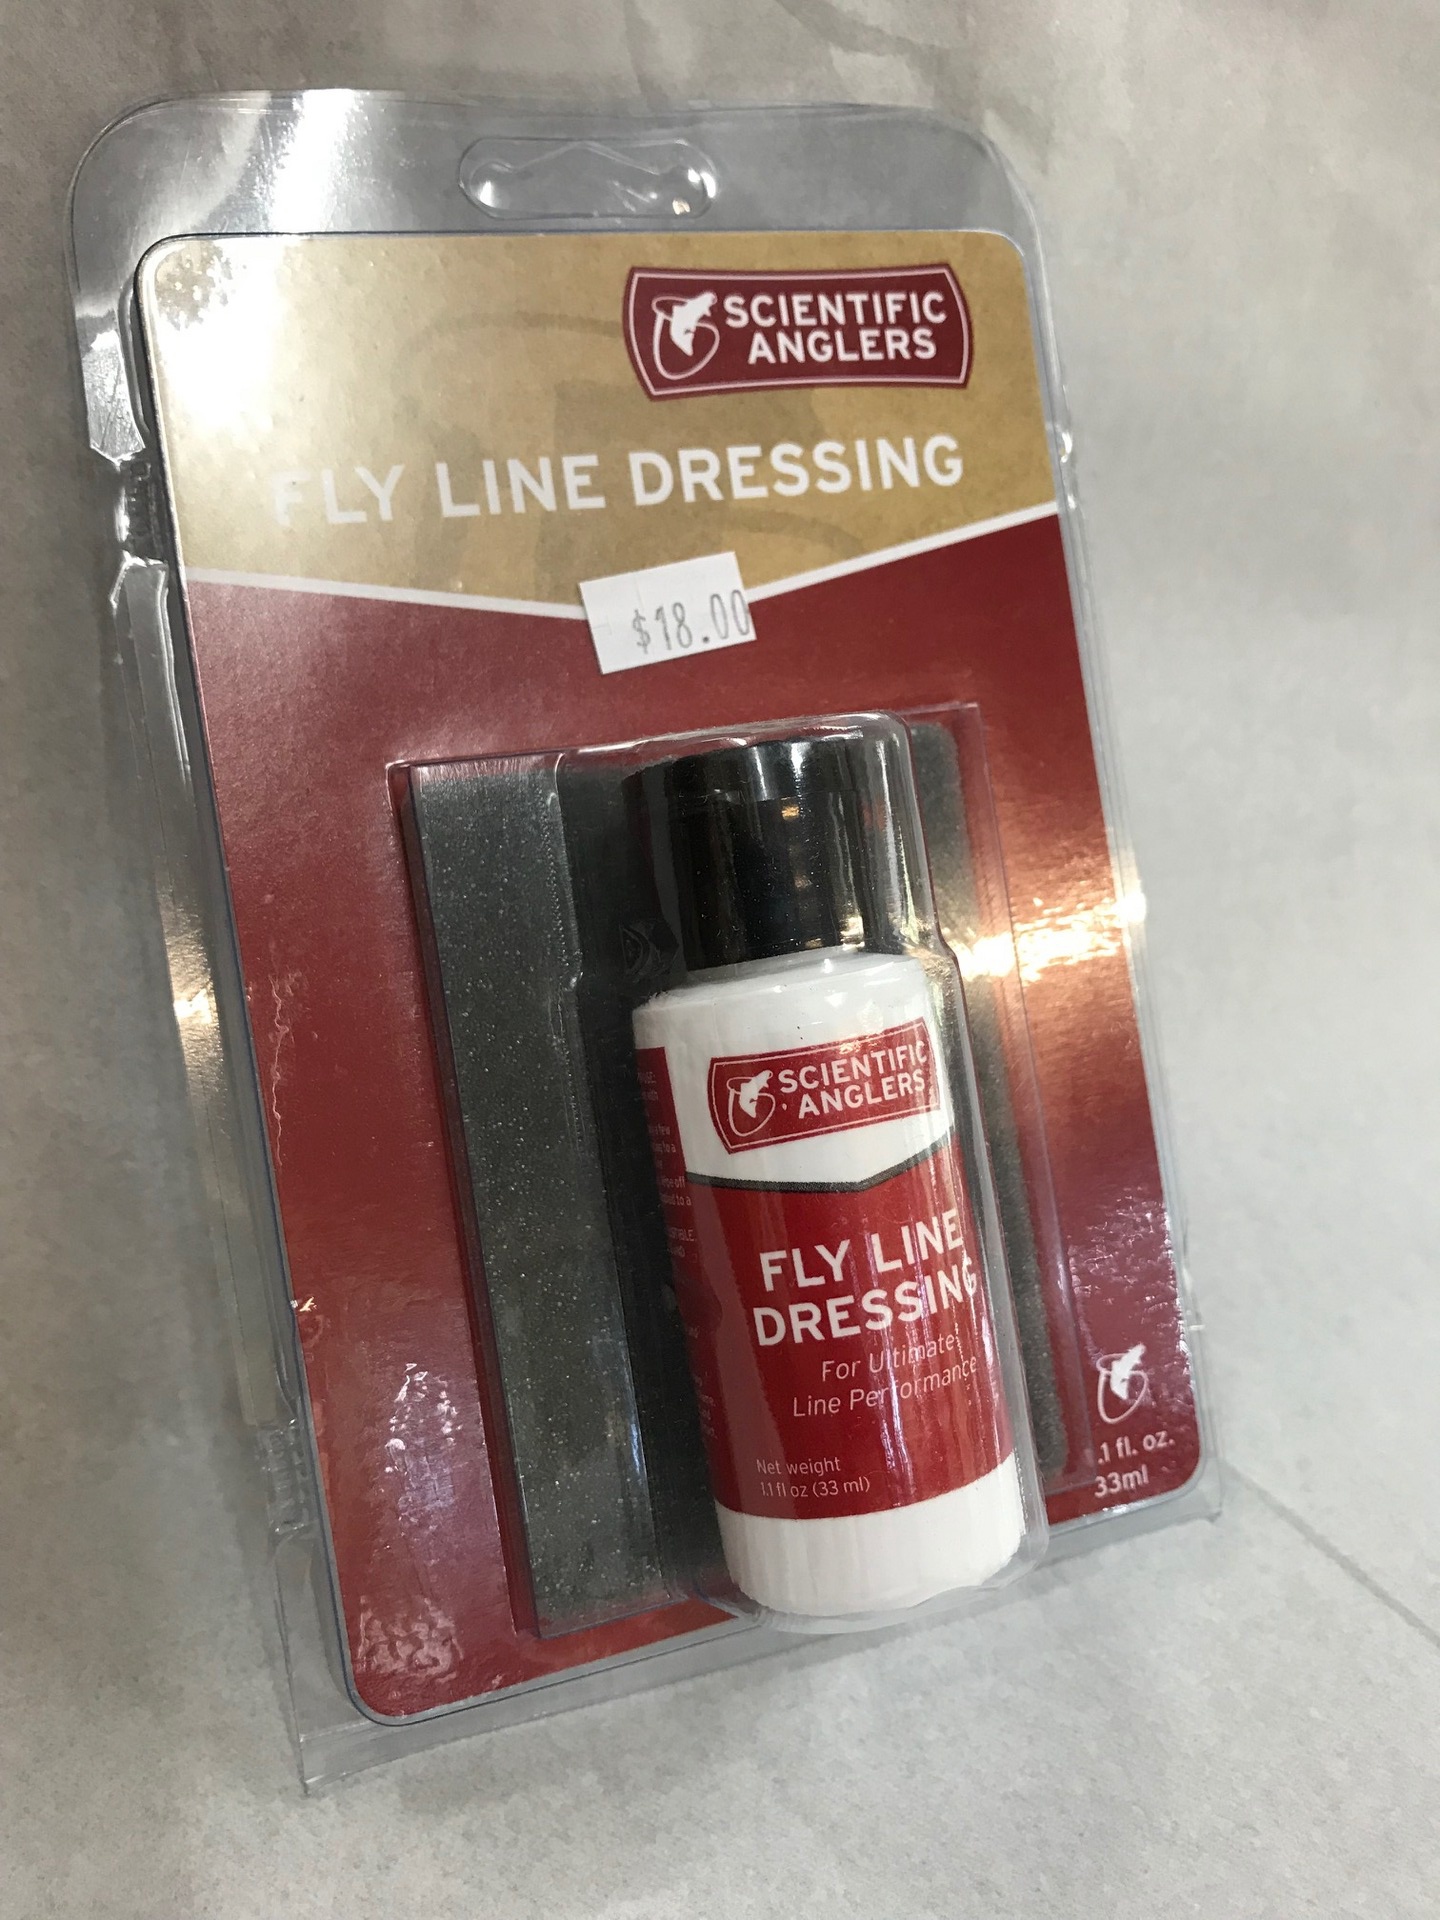 SCIENTIFIC
ANGLERS
FLY LINE DRESSING
$18.00
SCIENTIFIC
ANGLERS
FLY LINE
DRESSING
For Ultimate
Line Performance
Net weight
1.1 fl oz (33 ml)
.1 fl. oz.
33ml